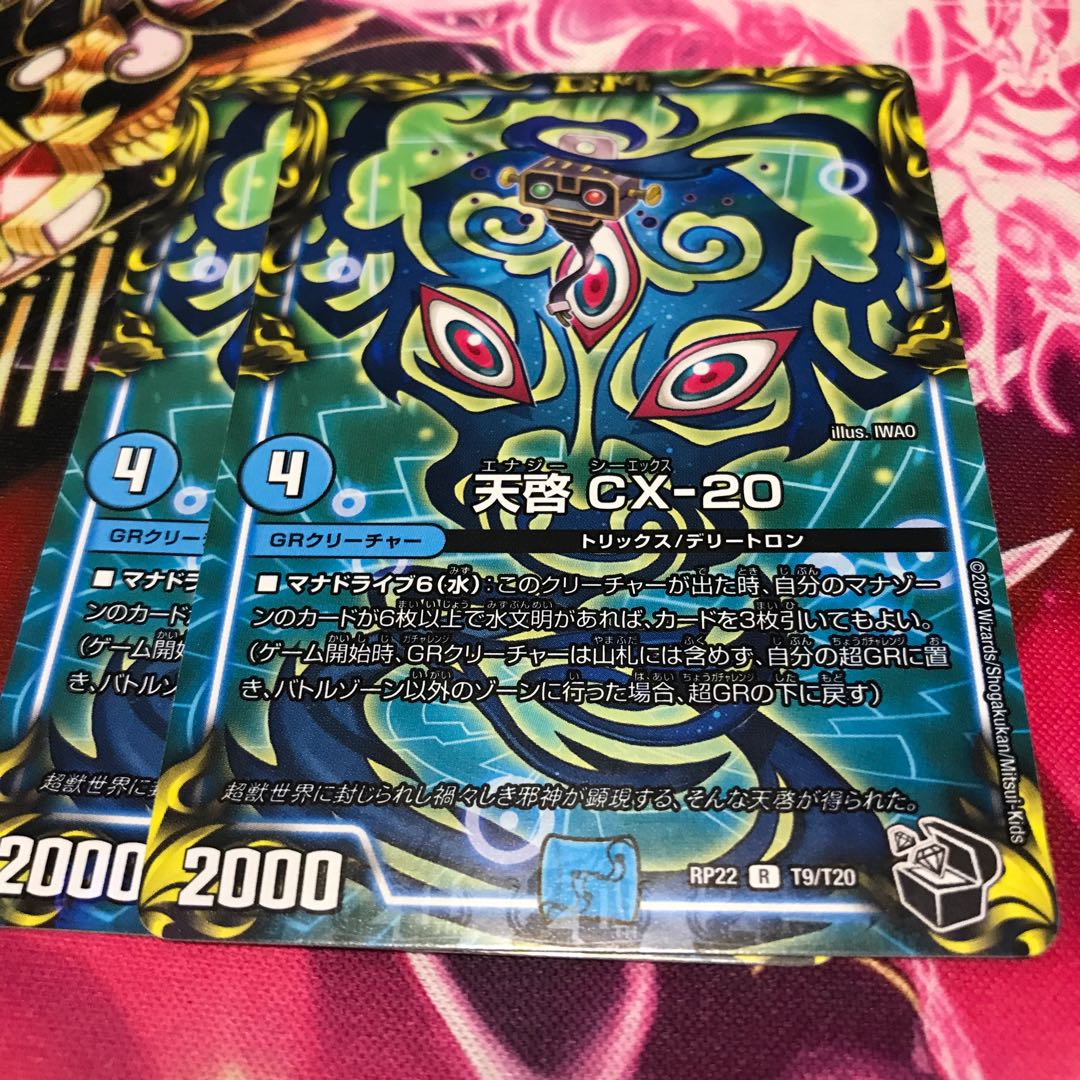 DM
illus. IWAO
エナジー シーエックス
4
4
天啓 CX-20
GRクリー
GRクリーチャー
トリックス/デリートロン
■マナドラ
ンのカード
(ゲーム開始
き、バトルゾ
■マナドライブ6(水):このクリーチャーが出た時、自分のマナゾー
ンのカードが6枚以上で水文明があれば、カードを3枚引いてもよい。
(ゲーム開始時、GRクリーチャーは山札には含めず、自分の超GRに置
き、バトルゾーン以外のゾーンに行った場合、超GRの下に戻す)
超獣世界に封じ
超獣世界に封じられし禍々しき邪神が顕現する、そんな天啓が得られた。
2000
2000
RP22 R T9/T20
©2022 Wizards/Shogakukan/Mitsui-Kids